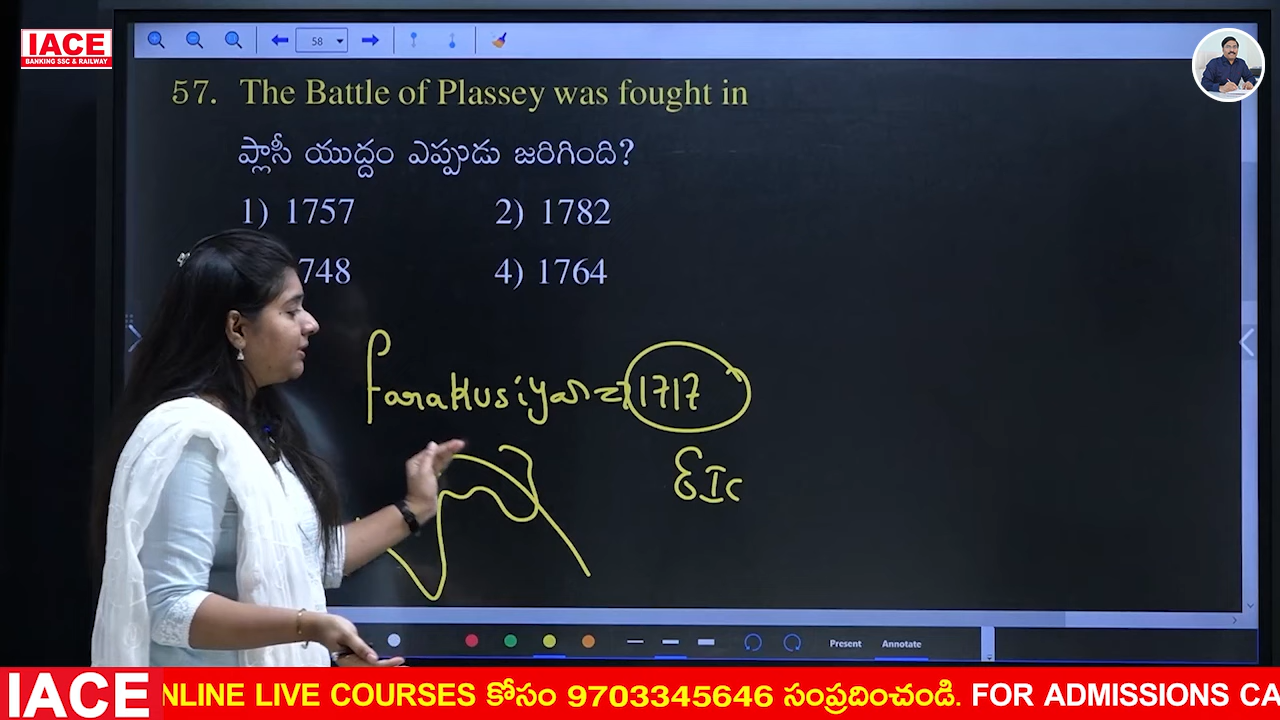 IACE
BANKING SSC & RAILWAY
58
57. The Battle of Plassey was fought in
ప్లాసీ యుద్దం ఎప్పుడు జరిగింది?
1) 1757 2) 1782
748 4) 1764
farakusiyar => 1717
EIC
Present Annotate
IACE NLINE LIVE COURSES కోసం 9703345646 సంప్రదించండి. FOR ADMISSIONS CA